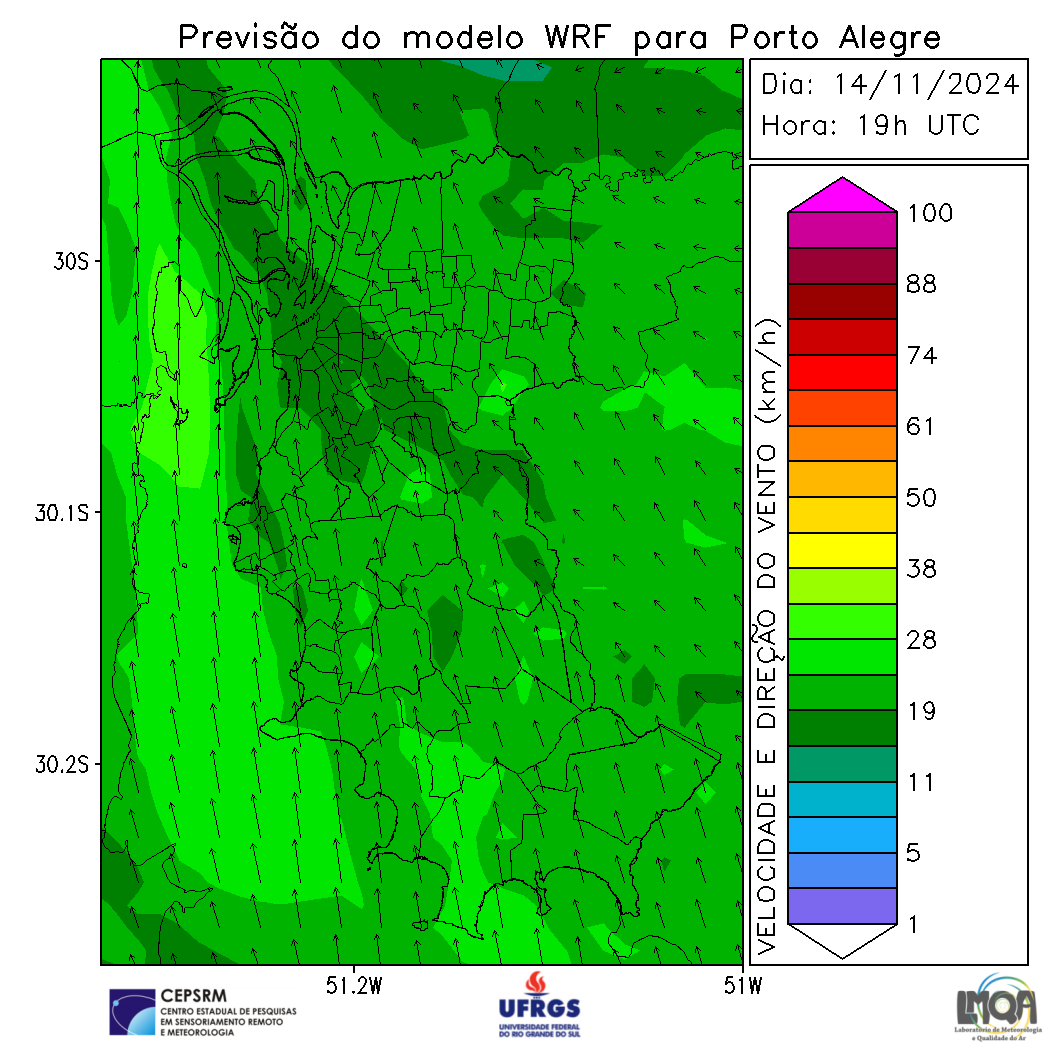 Previsão do modelo WRF para Porto Alegre
Dia: 14/11/2024
Hora: 19h UTC
30S
30.1S
30.2S
51.2W
51W
VELOCIDADE E DIREÇÃO DO VENTO (km/h)
100
88
74
61
50
38
28
19
11
5
1
CEPSRM
CENTRO ESTADUAL DE PESQUISAS
EM SENSORIAMENTO REMOTO
E METEOROLOGIA
UFRGS
UNIVERSIDADE FEDERAL
DO RIO GRANDE DO SUL
LMQA
Laboratório de Meteorologia
e Qualidade do Ar